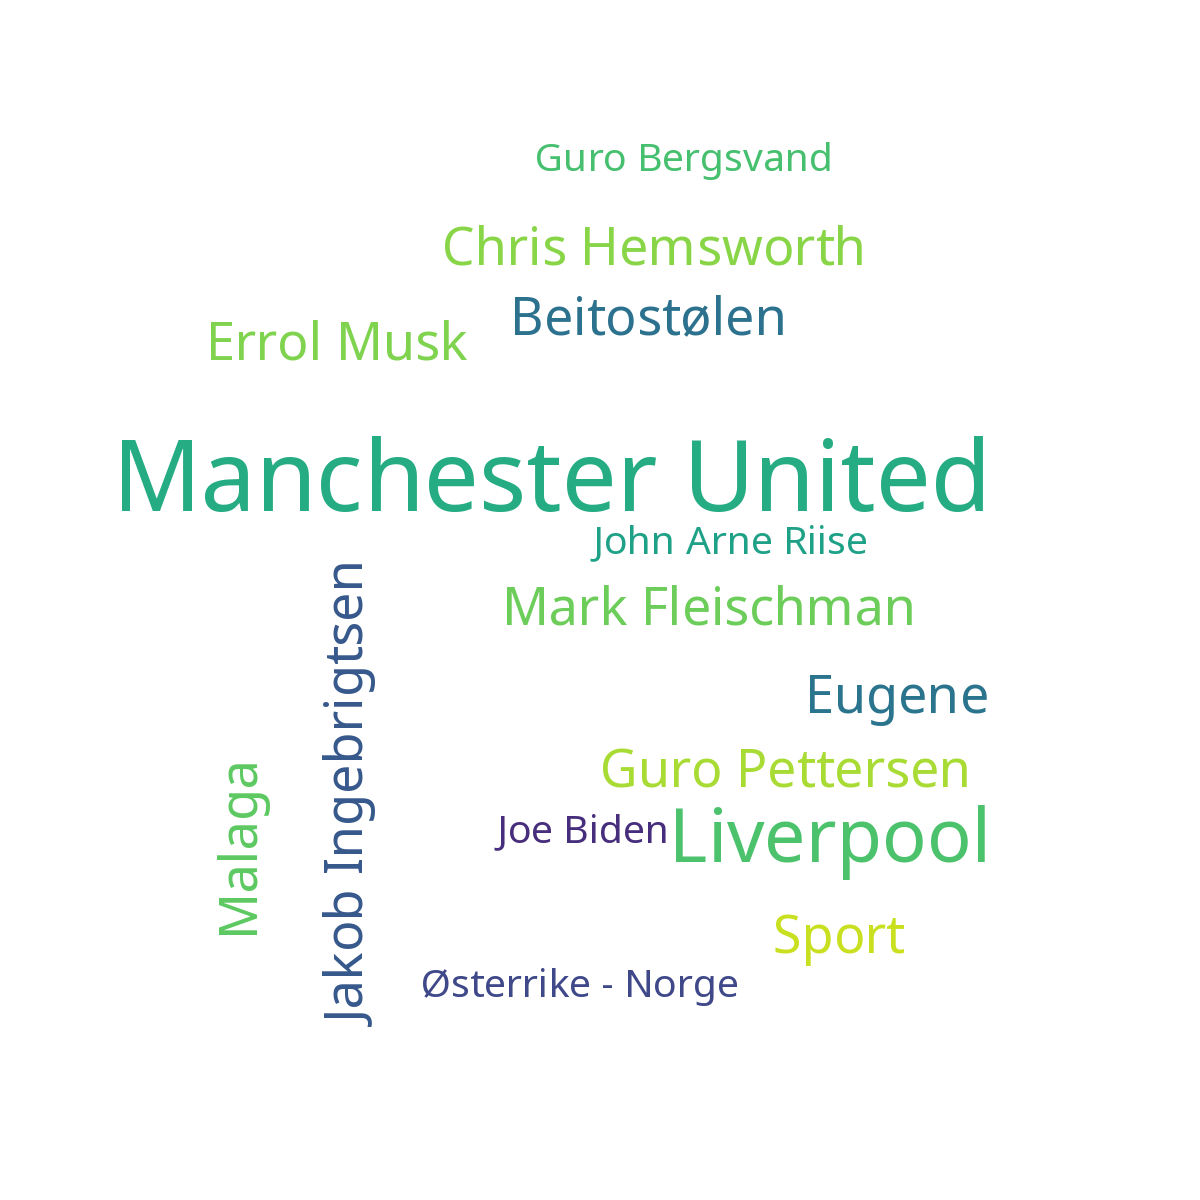 Guro Bergsvand
Chris Hemsworth
Beitostølen
Errol Musk
Manchester United
John Arne Riise
Jakob Ingebrigtsen
Mark Fleischman
Eugene
Guro Pettersen
Malaga
Joe Biden
Liverpool
Sport
Østerrike - Norge